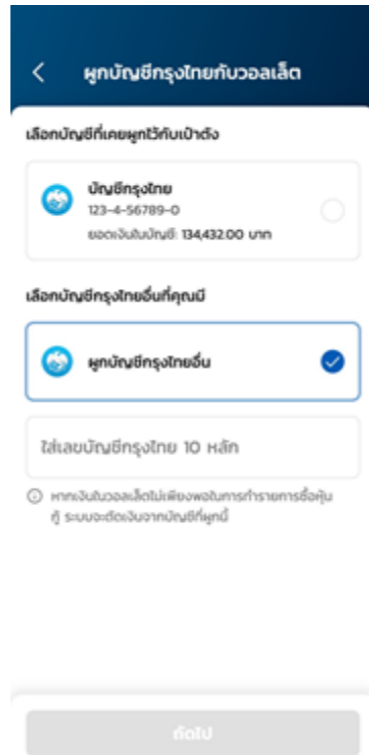 ผูกบัญชีกรุงไทยกับวอลเล็ต
เลือกบัญชีที่เคยผูกไว้กับเป๋าตัง
บัญชีกรุงไทย
123-4-56789-0
ยอดเงินในบัญชี: 134,432.00 บาท
เลือกบัญชีกรุงไทยอื่นที่คุณมี
ผูกบัญชีกรุงไทยอื่น
ใส่เลขบัญชีกรุงไทย 10 หลัก
หากเงินในวอลเล็ตไม่เพียงพอในการทำรายการซื้อหุ้น
กู้ ระบบจะตัดเงินจากบัญชีที่ผูกนี้
ถัดไป